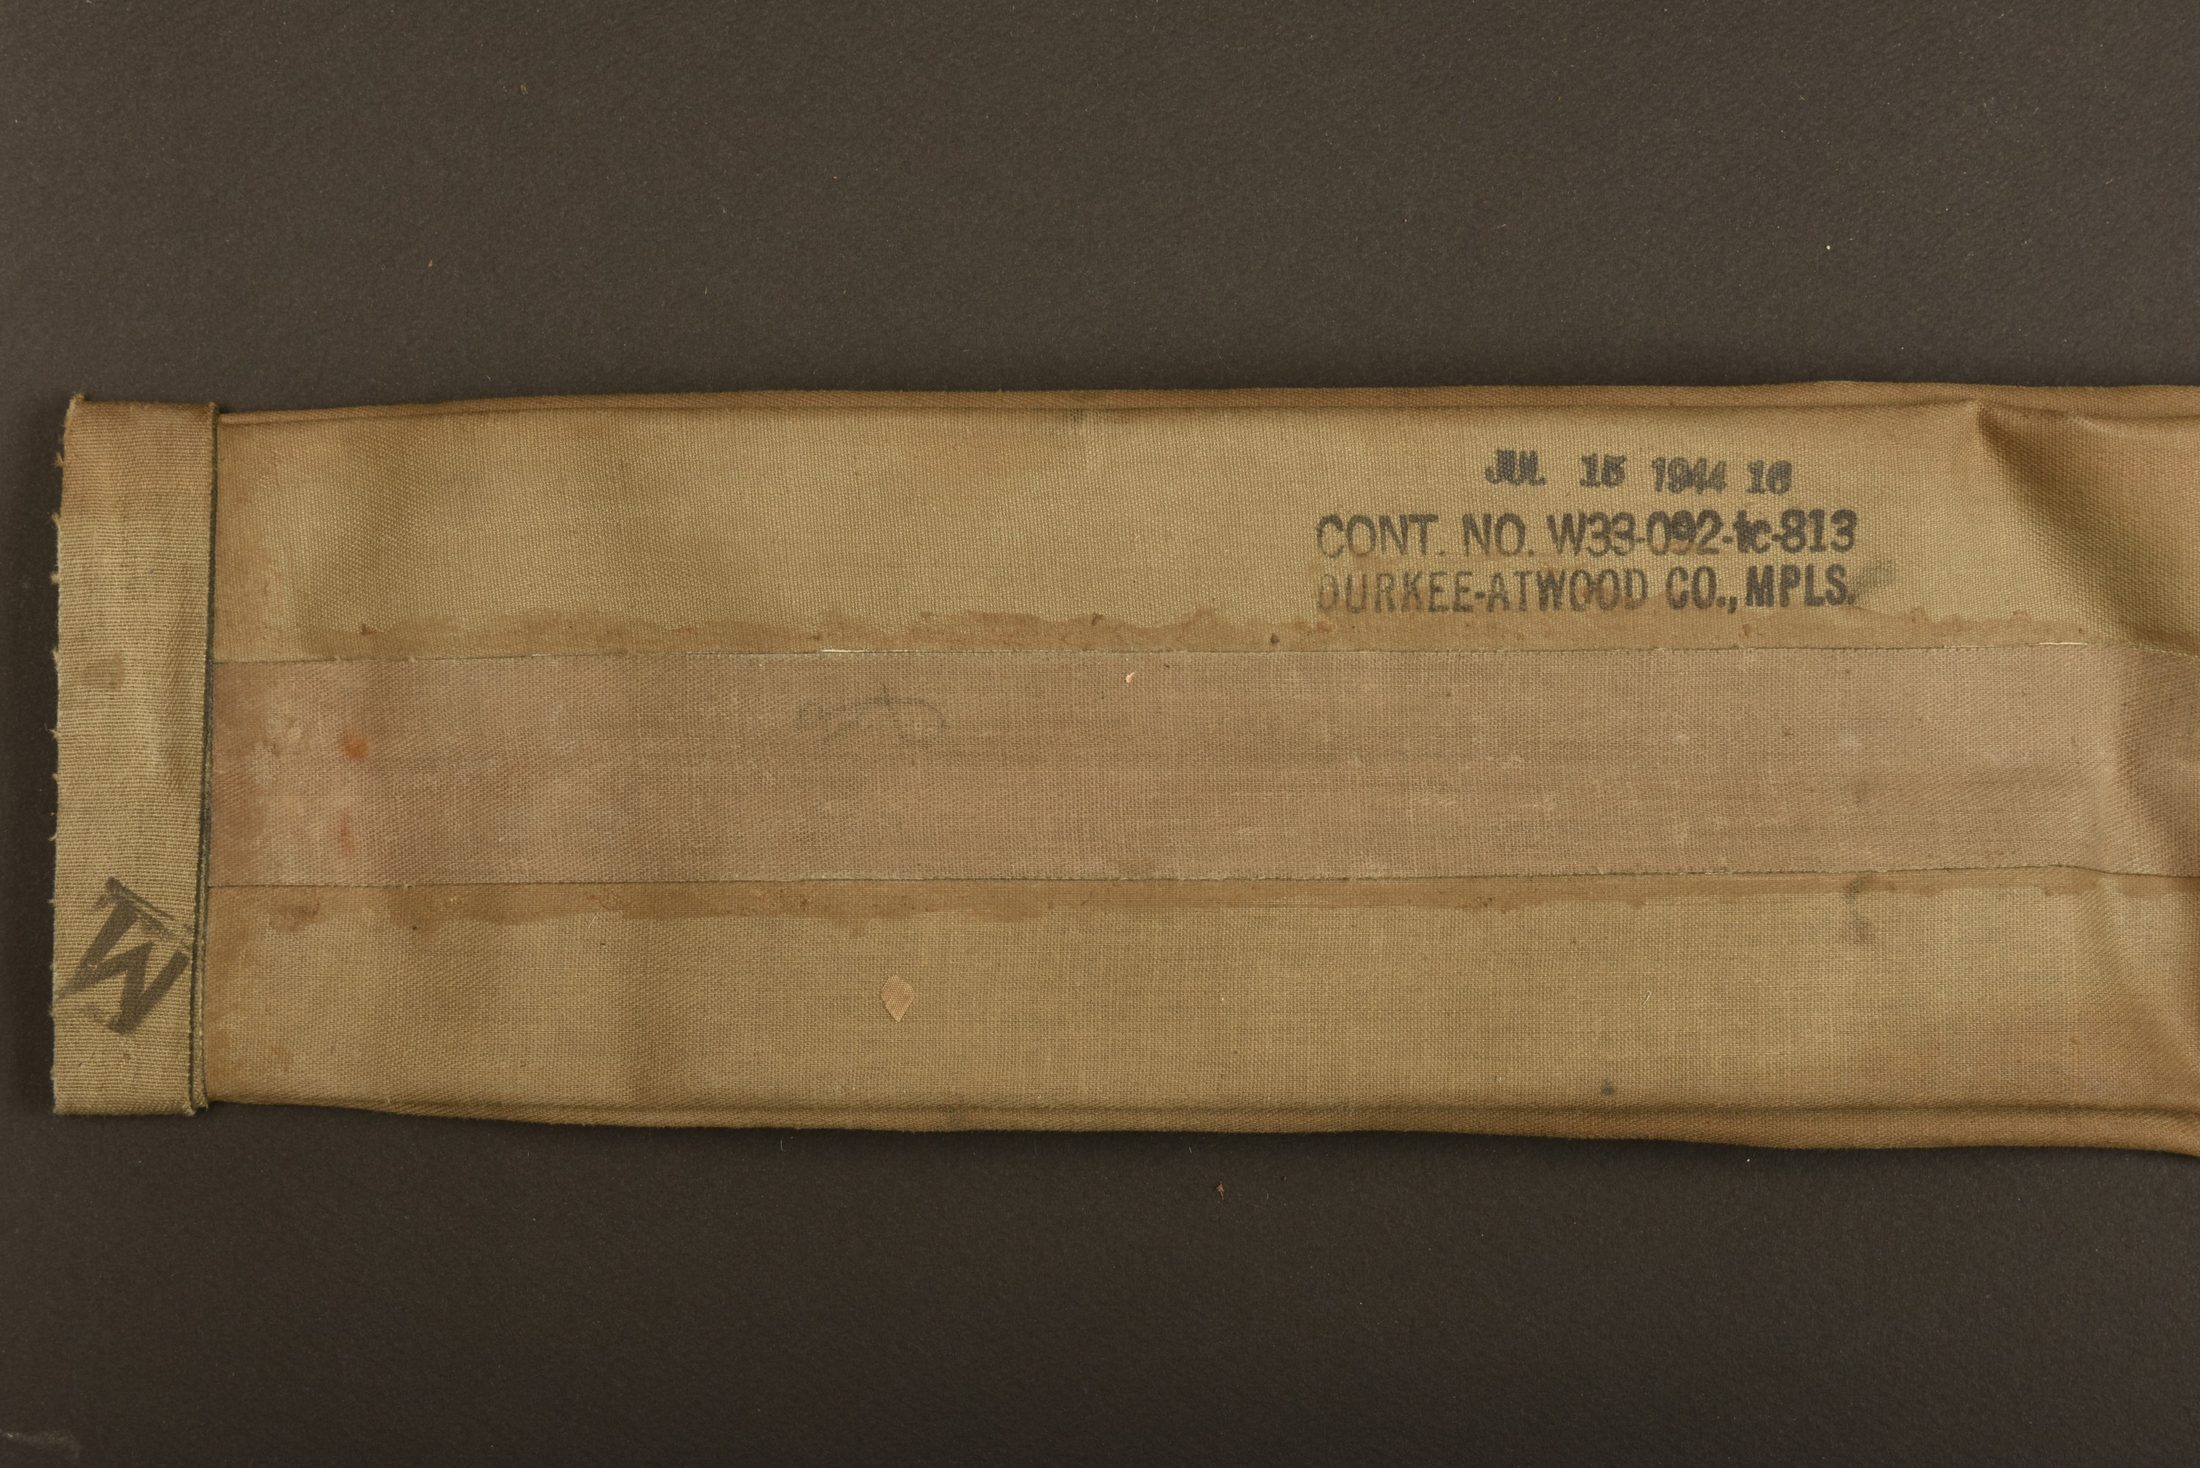 JUL 15 1944 16
CONT. NO. W33-092-tc-813
DURKEE-ATWOOD CO., MPLS.
M